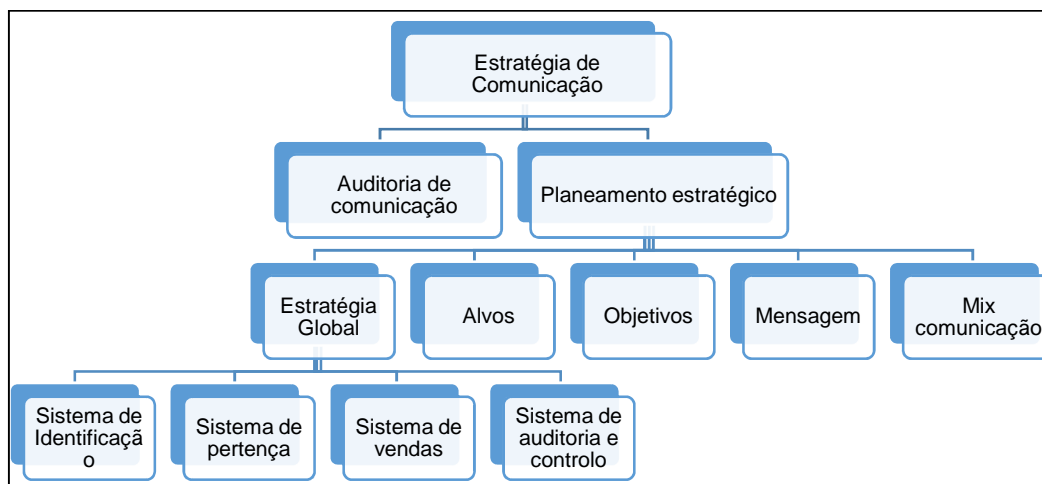 Estratégia de
Comunicação
Auditoria de
comunicação
Planeamento estratégico
Estratégia
Global
Alvos
Objetivos
Mensagem
Mix
comunicação
Sistema de
Identificaçã
o
Sistema de
pertença
Sistema de
vendas
Sistema de
auditoria e
controlo